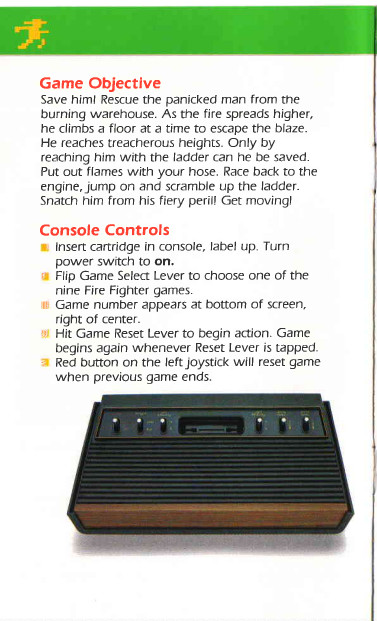 Game Objective
Save him! Rescue the panicked man from the
burning warehouse. As the fire spreads higher,
he climbs a floor at a time to escape the blaze.
He reaches treacherous heights. Only by
reaching him with the ladder can he be saved.
Put out flames with your hose. Race back to the
engine, jump on and scramble up the ladder.
Snatch him from his fiery peril! Get moving!
Console Controls
Insert cartridge in console, label up. Turn
power switch to on.
Flip Game Select Lever to choose one of the
nine Fire Fighter games.
Game number appears at bottom of screen,
right of center.
Hit Game Reset Lever to begin action. Game
begins again whenever Reset Lever is tapped.
Red button on the left joystick will reset game
when previous game ends.